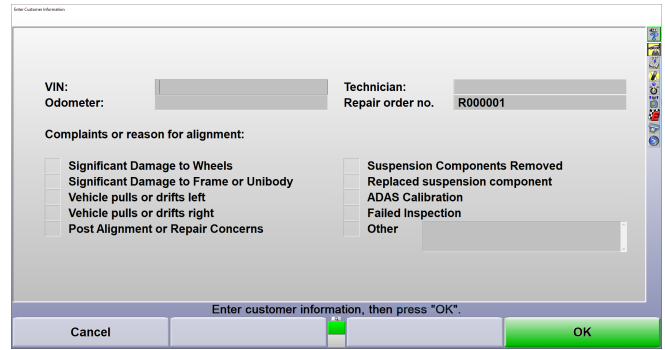 Enter Customer Information
VIN:
Technician:
Odometer:
Repair order no. R000001
Complaints or reason for alignment:
Significant Damage to Wheels
Suspension Components Removed
Significant Damage to Frame or Unibody
Replaced suspension component
Vehicle pulls or drifts left
ADAS Calibration
Vehicle pulls or drifts right
Failed Inspection
Post Alignment or Repair Concerns
Other
Enter customer information, then press "OK".
Cancel
OK